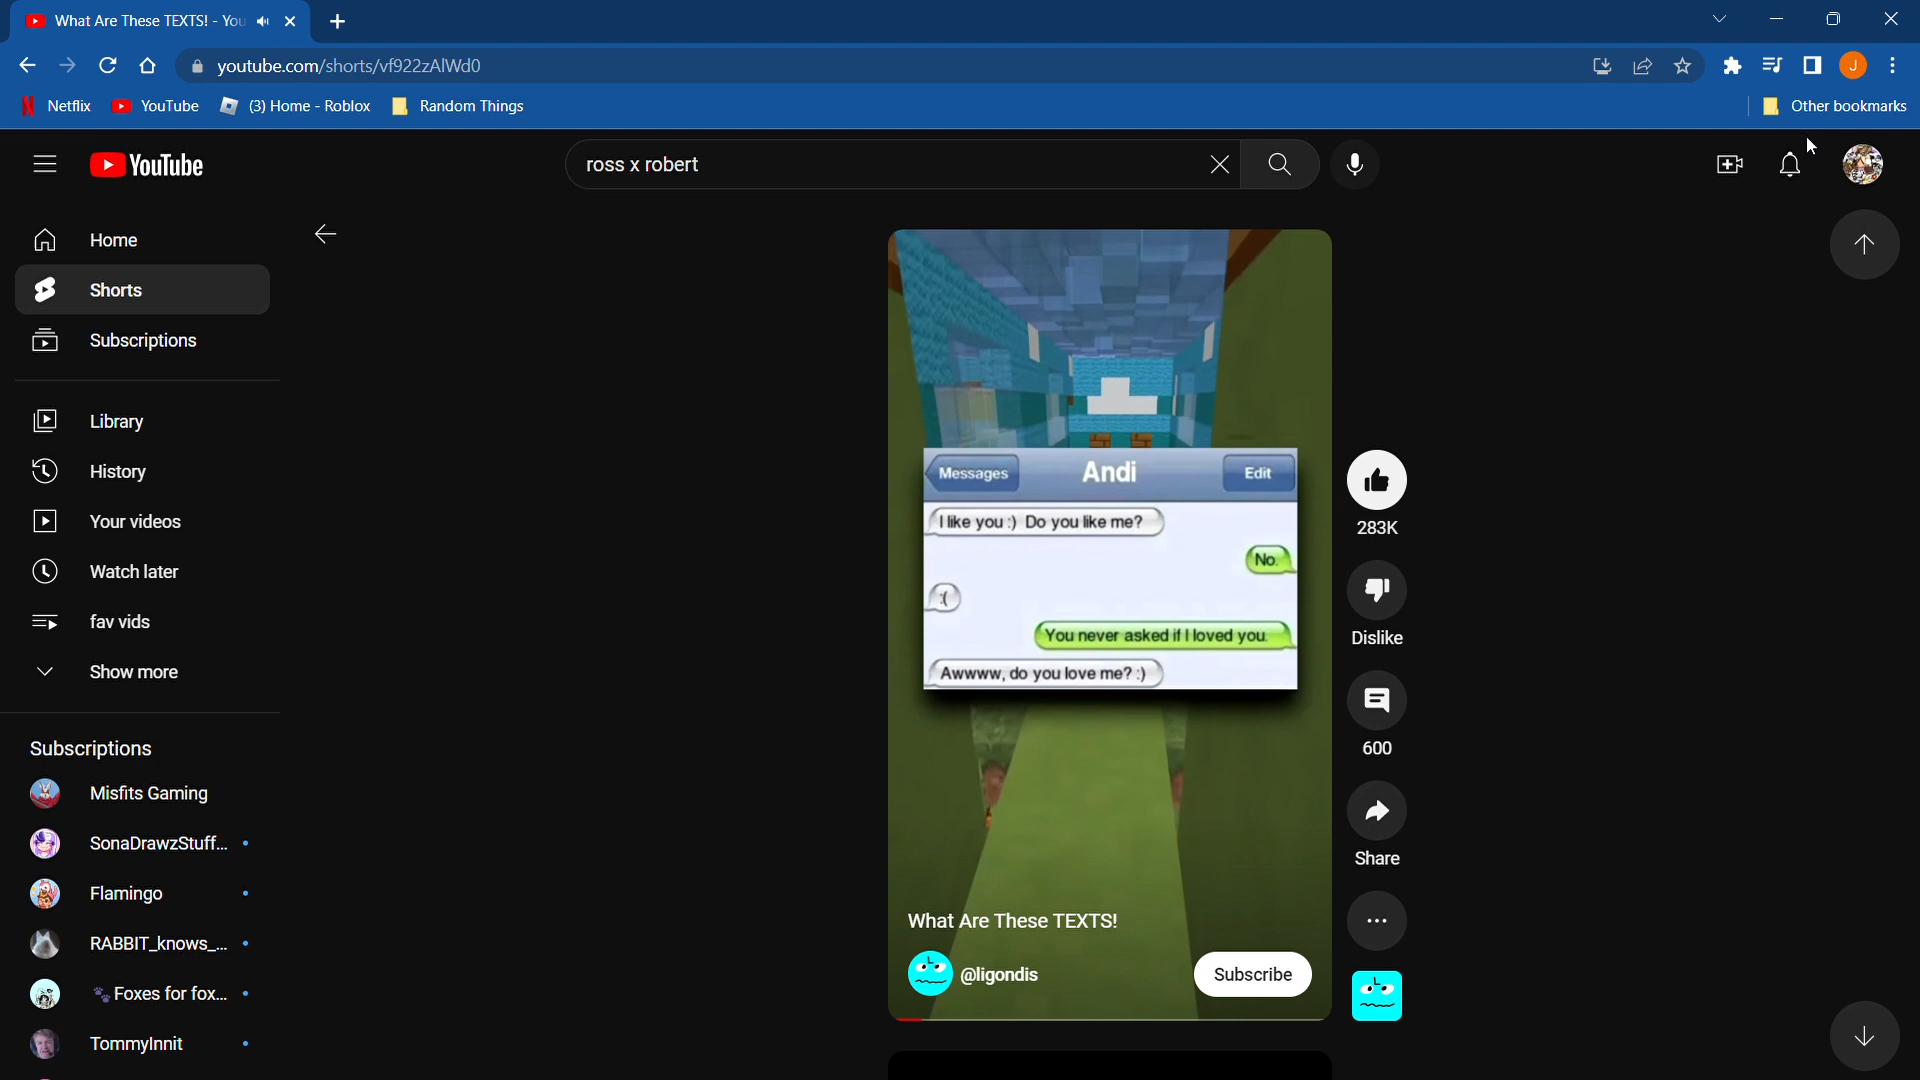 What Are These TEXTS! - You
youtube.com/shorts/vf922zAlWd0
J
Netflix
YouTube
(3) Home - Roblox
Random Things
Other bookmarks
YouTube
ross x robert
Home
Shorts
Subscriptions
Library
History
Your videos
Watch later
fav vids
Show more
Subscriptions
Misfits Gaming
SonaDrawzStuff...
Flamingo
RABBIT_knows_...
🐾Foxes for fox...
TommyInnit
Messages
Andi
Edit
I like you :) Do you like me?
No.
:(
You never asked if I loved you.
Awwww, do you love me? :)
What Are These TEXTS!
@ligondis
Subscribe
283K
Dislike
600
Share